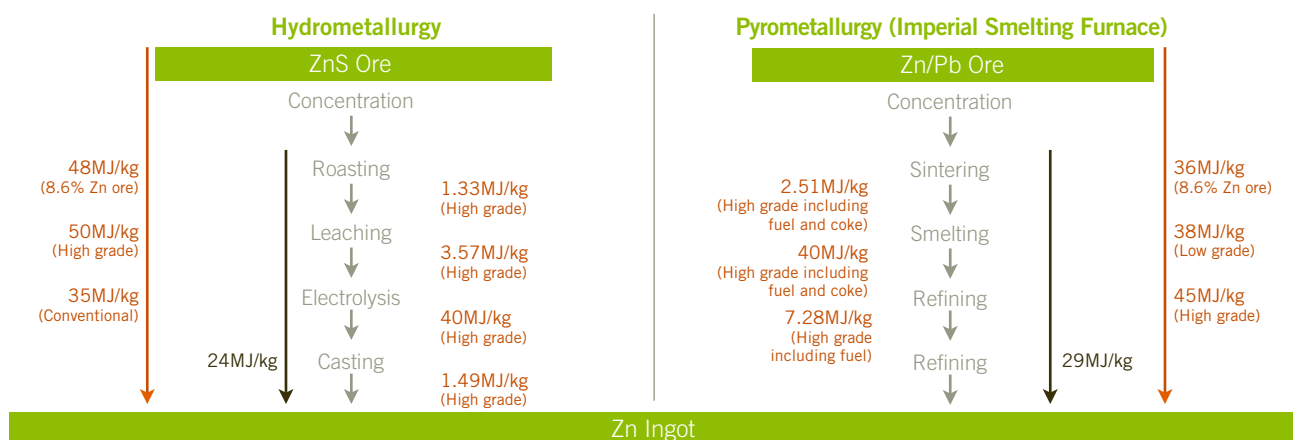 Hydrometallurgy
ZnS Ore
Concentration
Roasting
Leaching
Electrolysis
Casting
48MJ/kg
(8.6% Zn ore)
50MJ/kg
(High grade)
35MJ/kg
(Conventional)
24MJ/kg
1.33MJ/kg
(High grade)
3.57MJ/kg
(High grade)
40MJ/kg
(High grade)
1.49MJ/kg
(High grade)
Pyrometallurgy (Imperial Smelting Furnace)
Zn/Pb Ore
Concentration
Sintering
Smelting
Refining
Refining
2.51MJ/kg
(High grade including
fuel and coke)
40MJ/kg
(High grade including
fuel and coke)
7.28MJ/kg
(High grade
including fuel)
29MJ/kg
36MJ/kg
(8.6% Zn ore)
38MJ/kg
(Low grade)
45MJ/kg
(High grade)
Zn Ingot